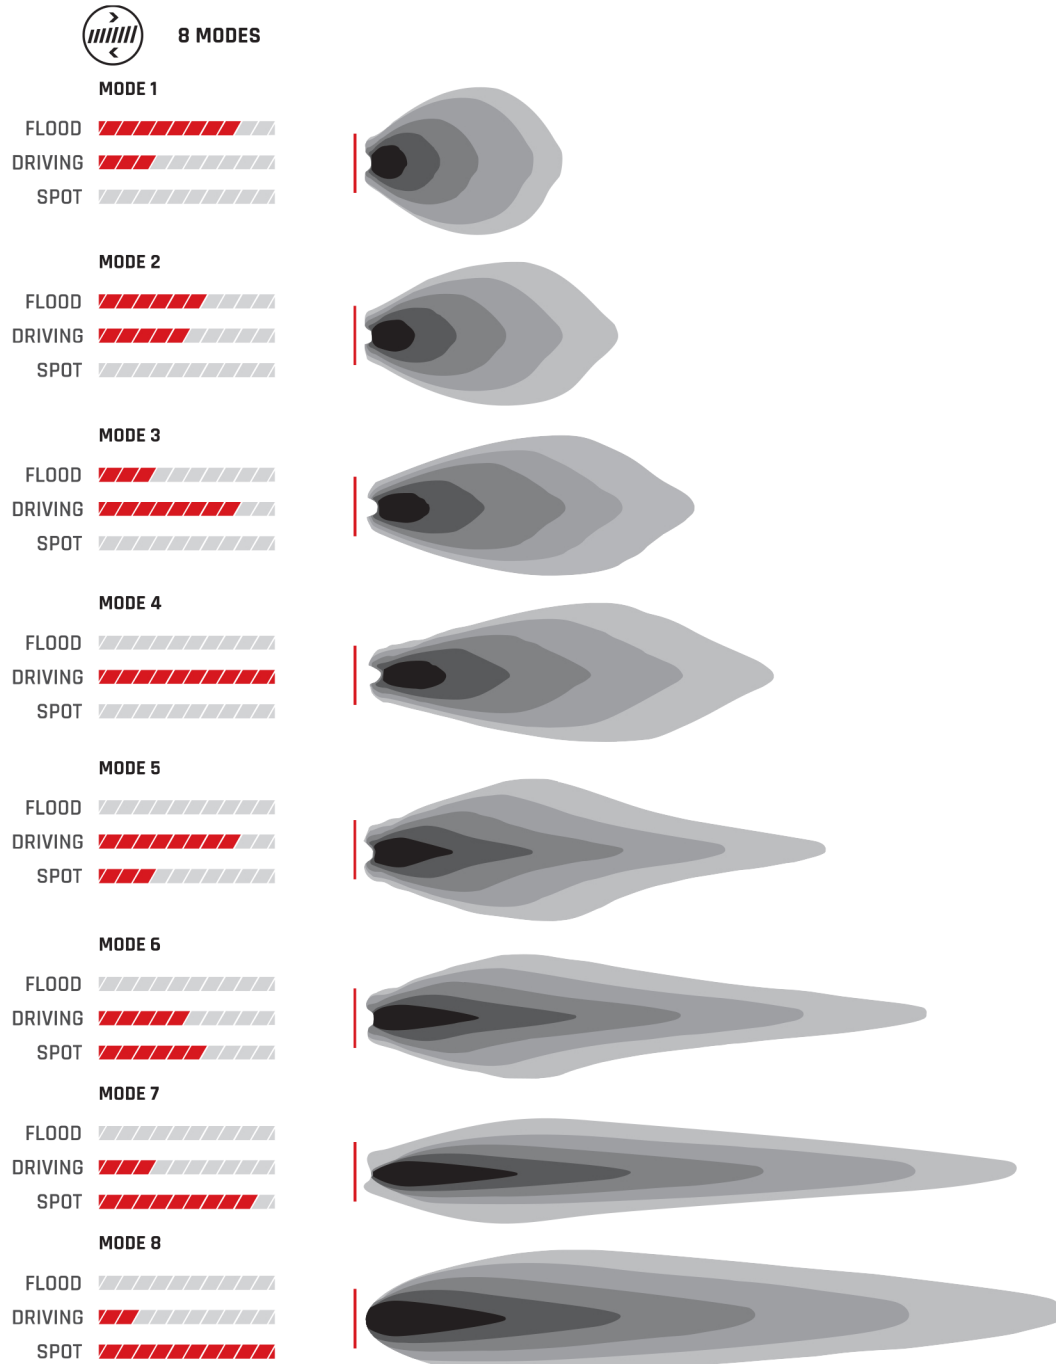 8 MODES
MODE 1
FLOOD
DRIVING
SPOT
MODE 2
FLOOD
DRIVING
SPOT
MODE 3
FLOOD
DRIVING
SPOT
MODE 4
FLOOD
DRIVING
SPOT
MODE 5
FLOOD
DRIVING
SPOT
MODE 6
FLOOD
DRIVING
SPOT
MODE 7
FLOOD
DRIVING
SPOT
MODE 8
FLOOD
DRIVING
SPOT